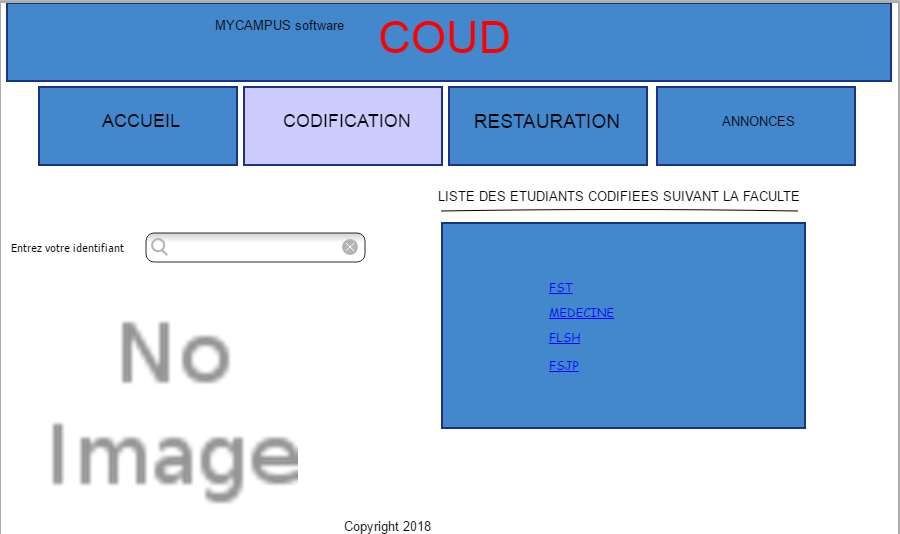 MYCAMPUS software
COUD
ACCUEIL
CODIFICATION
RESTAURATION
ANNONCES
LISTE DES ETUDIANTS CODIFIEES SUIVANT LA FACULTE
Entrez votre identifiant
FST
MEDECINE
FLSH
FSJP
No
Image
Copyright 2018